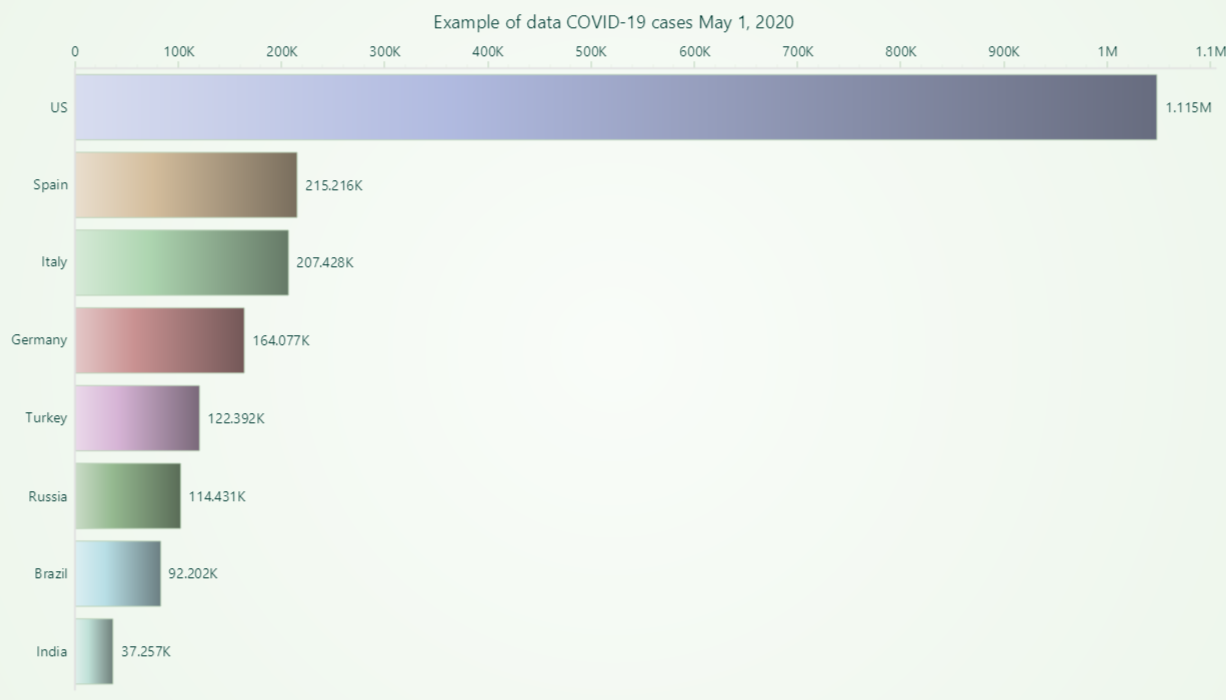 Example of data COVID-19 cases May 1, 2020
0 100K 200K 300K 400K 500K 600K 700K 800K 900K 1M 1.1M
US 1.115M
Spain 215.216K
Italy 207.428K
Germany 164.077K
Turkey 122.392K
Russia 114.431K
Brazil 92.202K
India 37.257K